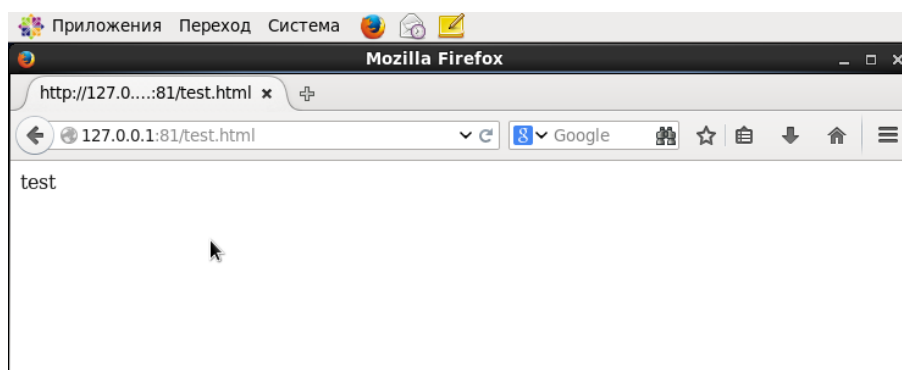 Приложения Переход Система
Mozilla Firefox
http://127.0....:81/test.html
127.0.0.1:81/test.html
8 Google
test